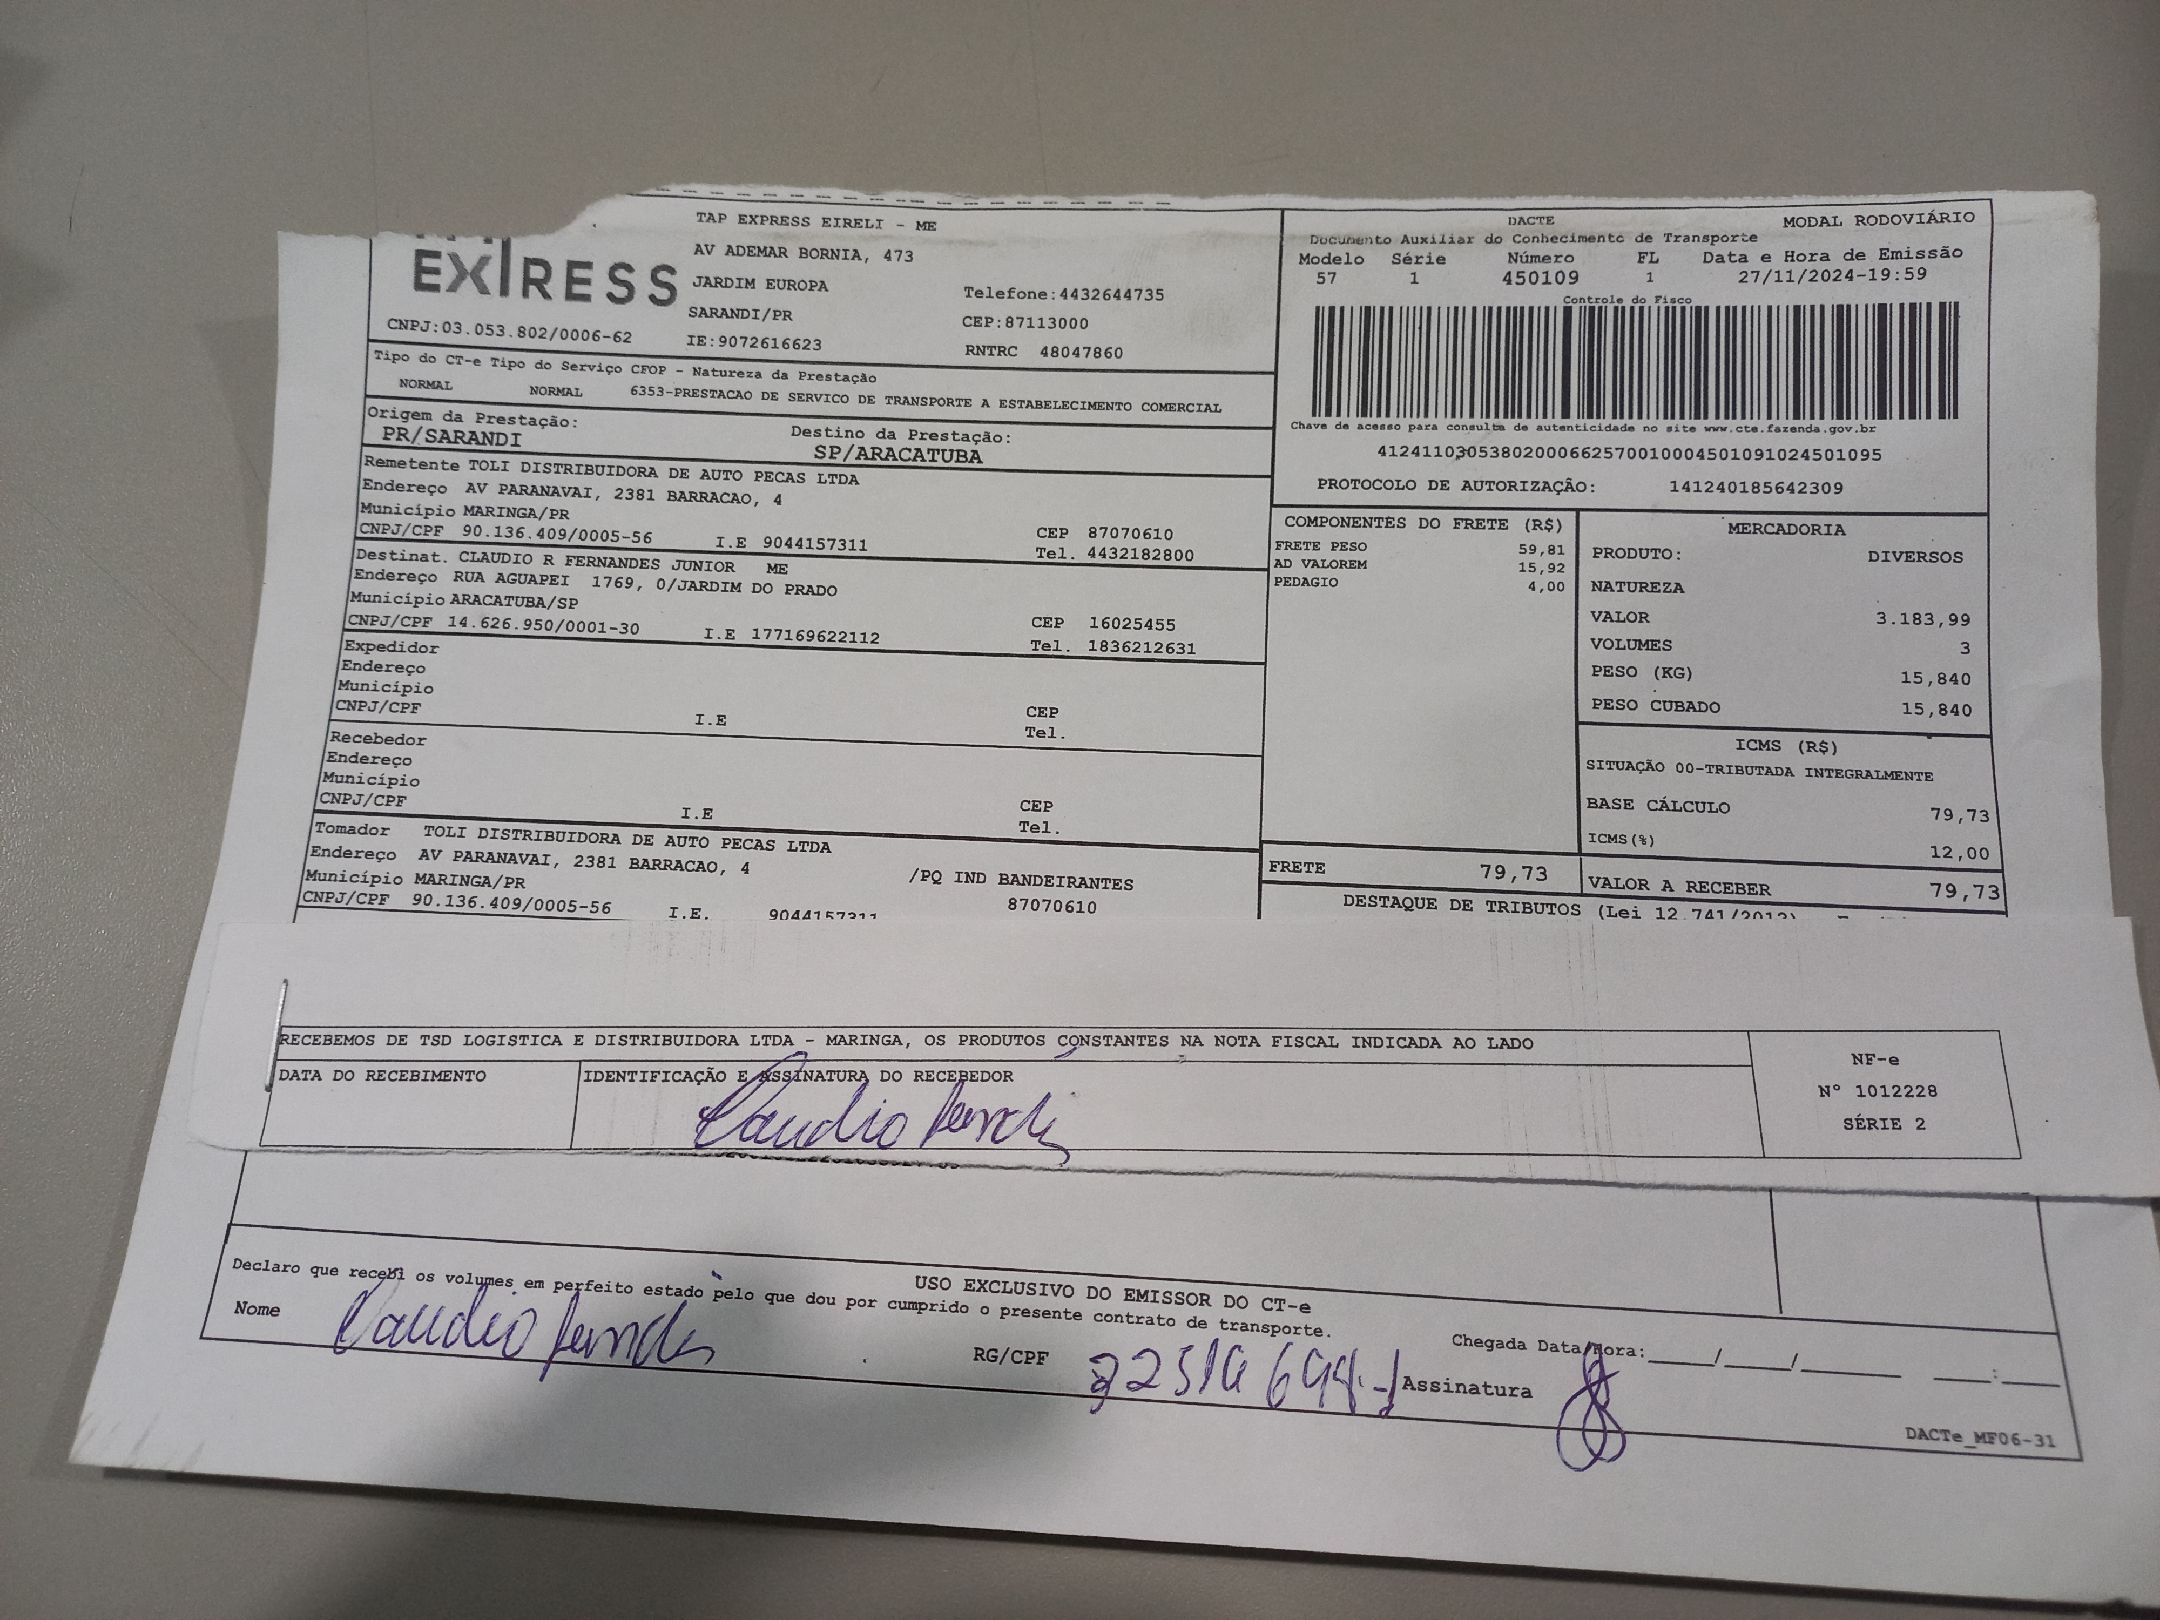 EXPRESS
TAP EXPRESS EIRELI - ME
AV ADEMAR BORNIA, 473
JARDIM EUROPA
SARANDI/PR
Telefone:4432644735
CEP:87113000
CNPJ:03.053.802/0006-62
IE:9072616623
RNTRC 48047860
DACTE
MODAL RODOVIÁRIO
Documento Auxiliar do Conhecimento de Transporte
Modelo Série Número FL Data e Hora de Emissão
57 1 450109 1 27/11/2024-19:59
Controle do Fisco
Chave de acesso para consulta de autenticidade no site www.cte.fazenda.gov.br
41241103053802000662570010004501091024501095
PROTOCOLO DE AUTORIZAÇÃO: 141240185642309
Tipo do CT-e Tipo do Serviço CFOP - Natureza da Prestação
NORMAL NORMAL 6353-PRESTACAO DE SERVICO DE TRANSPORTE A ESTABELECIMENTO COMERCIAL
Origem da Prestação: Destino da Prestação:
PR/SARANDI SP/ARACATUBA
Remetente TOLI DISTRIBUIDORA DE AUTO PECAS LTDA
Endereço AV PARANAVAI, 2381 BARRACAO, 4
Município MARINGA/PR CEP 87070610
CNPJ/CPF 90.136.409/0005-56 I.E 9044157311 Tel. 4432182800
Destinat. CLAUDIO R FERNANDES JUNIOR ME
Endereço RUA AGUAPEI 1769, 0/JARDIM DO PRADO
Município ARACATUBA/SP CEP 16025455
CNPJ/CPF 14.626.950/0001-30 I.E 177169622112 Tel. 1836212631
Expedidor
Endereço
Município CEP
CNPJ/CPF I.E Tel.
Recebedor
Endereço
Município CEP
CNPJ/CPF I.E Tel.
Tomador TOLI DISTRIBUIDORA DE AUTO PECAS LTDA
Endereço AV PARANAVAI, 2381 BARRACAO, 4 /PQ IND BANDEIRANTES
Município MARINGA/PR 87070610
CNPJ/CPF 90.136.409/0005-56 I.E. 9044157311
COMPONENTES DO FRETE (R$)
FRETE PESO 59,81
AD VALOREM 15,92
PEDAGIO 4,00
FRETE 79,73
MERCADORIA
PRODUTO: DIVERSOS
NATUREZA
VALOR 3.183,99
VOLUMES 3
PESO (KG) 15,840
PESO CUBADO 15,840
ICMS (R$)
SITUAÇÃO 00-TRIBUTADA INTEGRALMENTE
BASE CÁLCULO 79,73
ICMS(%) 12,00
VALOR A RECEBER 79,73
DESTAQUE DE TRIBUTOS (Lei 12.741/2012)
RECEBEMOS DE TSD LOGISTICA E DISTRIBUIDORA LTDA - MARINGA, OS PRODUTOS CONSTANTES NA NOTA FISCAL INDICADA AO LADO
DATA DO RECEBIMENTO IDENTIFICAÇÃO E ASSINATURA DO RECEBEDOR
Claudio
NF-e
Nº 1012228
SÉRIE 2
USO EXCLUSIVO DO EMISSOR DO CT-e
Declaro que recebi os volumes em perfeito estado pelo que dou por cumprido o presente contrato de transporte.
Nome Claudio
RG/CPF
Chegada Data/Hora:____/____/______ ___:___
Assinatura
DACTe_MF06-31